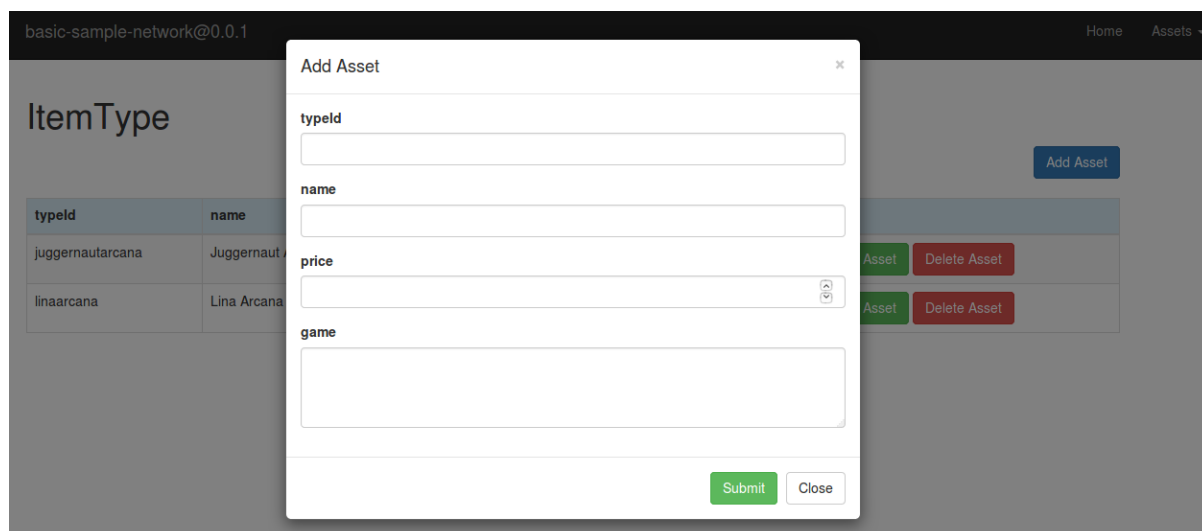 basic-sample-network@0.0.1
Home Assets
Add Asset ×
ItemType
typeId
Add Asset
name
typeId name
juggernautarcana Juggernaut Asset Delete Asset
price
linaarcana Lina Arcana Asset Delete Asset
game
Submit Close